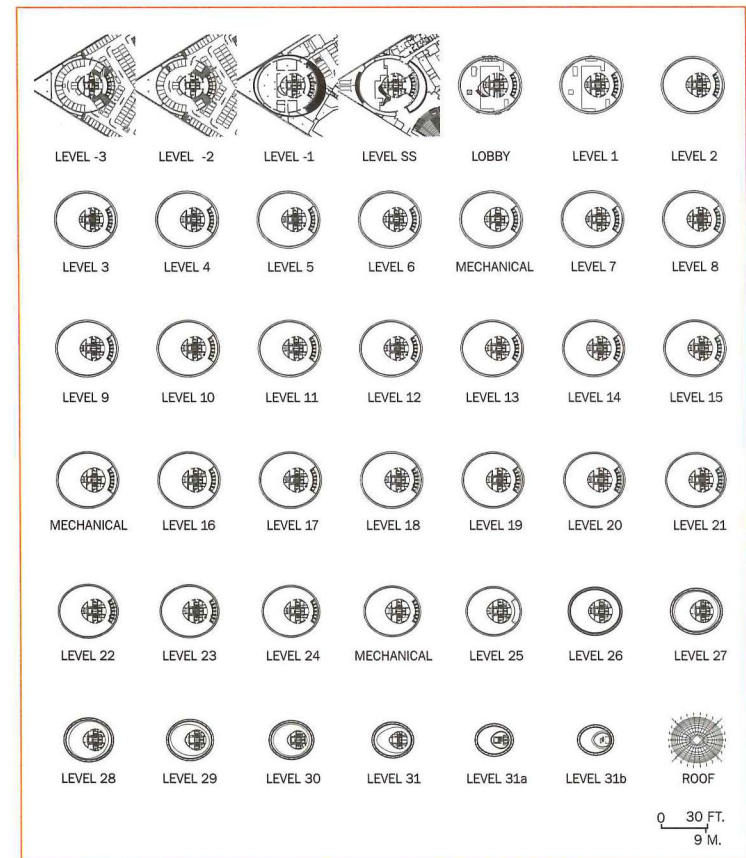 LEVEL -3 LEVEL -2 LEVEL -1 LEVEL SS LOBBY LEVEL 1 LEVEL 2
LEVEL 3 LEVEL 4 LEVEL 5 LEVEL 6 MECHANICAL LEVEL 7 LEVEL 8
LEVEL 9 LEVEL 10 LEVEL 11 LEVEL 12 LEVEL 13 LEVEL 14 LEVEL 15
MECHANICAL LEVEL 16 LEVEL 17 LEVEL 18 LEVEL 19 LEVEL 20 LEVEL 21
LEVEL 22 LEVEL 23 LEVEL 24 MECHANICAL LEVEL 25 LEVEL 26 LEVEL 27
LEVEL 28 LEVEL 29 LEVEL 30 LEVEL 31 LEVEL 31a LEVEL 31b ROOF
0 30 FT.
9 M.